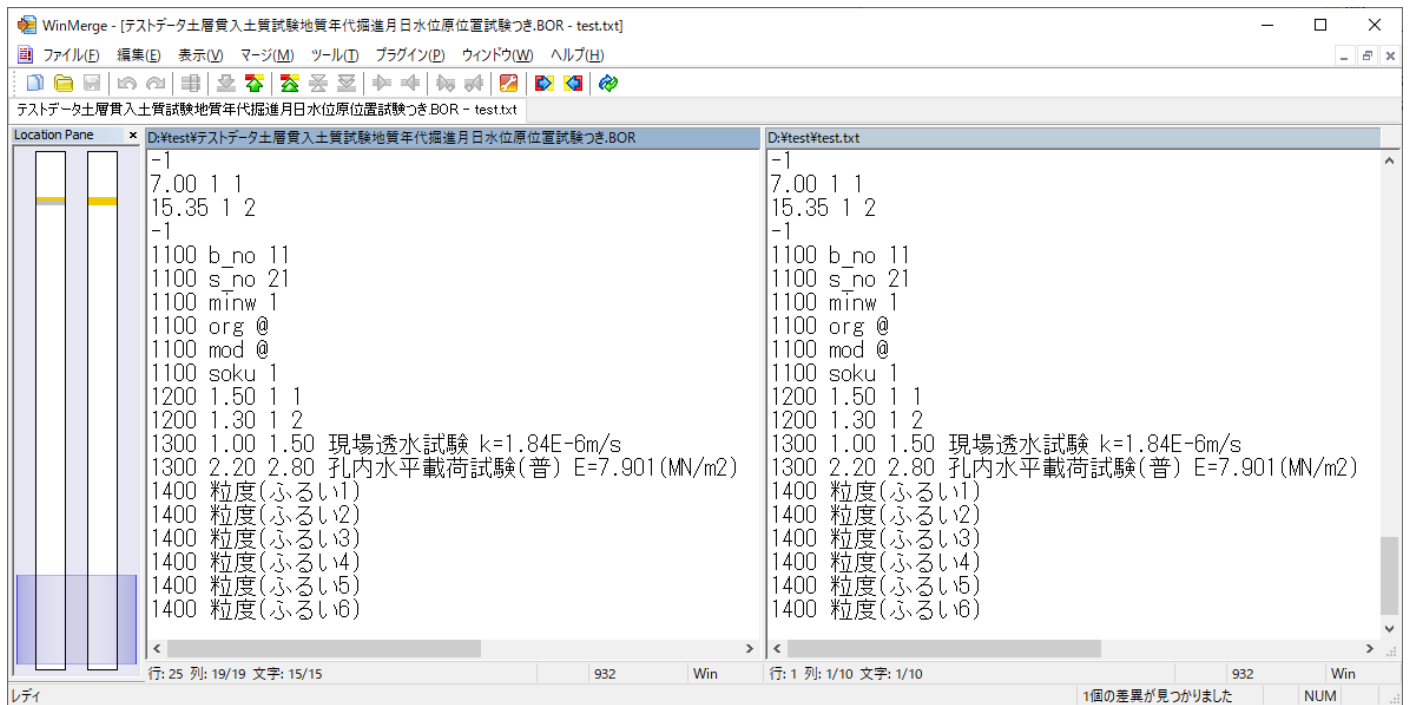 WinMerge - [テストデータ土層貫入土質試験地質年代掘進月日水位原位置試験つき.BOR - test.txt]
ファイル(F) 編集(E) 表示(V) マージ(M) ツール(T) プラグイン(P) ウィンドウ(W) ヘルプ(H)
テストデータ土層貫入土質試験地質年代掘進月日水位原位置試験つき.BOR - test.txt
Location Pane
D:¥test¥テストデータ土層貫入土質試験地質年代掘進月日水位原位置試験つき.BOR
-1
7.00 1 1
15.35 1 2
-1
1100 b_no 11
1100 s_no 21
1100 minw 1
1100 org @
1100 mod @
1100 soku 1
1200 1.50 1 1
1200 1.30 1 2
1300 1.00 1.50 現場透水試験 k=1.84E-6m/s
1300 2.20 2.80 孔内水平載荷試験(普) E=7.901(MN/m2)
1400 粒度(ふるい1)
1400 粒度(ふるい2)
1400 粒度(ふるい3)
1400 粒度(ふるい4)
1400 粒度(ふるい5)
1400 粒度(ふるい6)
行: 25 列: 19/19 文字: 15/15 932 Win
D:¥test¥test.txt
-1
7.00 1 1
15.35 1 2
-1
1100 b_no 11
1100 s_no 21
1100 minw 1
1100 org @
1100 mod @
1100 soku 1
1200 1.50 1 1
1200 1.30 1 2
1300 1.00 1.50 現場透水試験 k=1.84E-6m/s
1300 2.20 2.80 孔内水平載荷試験(普) E=7.901(MN/m2)
1400 粒度(ふるい1)
1400 粒度(ふるい2)
1400 粒度(ふるい3)
1400 粒度(ふるい4)
1400 粒度(ふるい5)
1400 粒度(ふるい6)
行: 1 列: 1/10 文字: 1/10 932 Win
レディ 1個の差異が見つかりました NUM